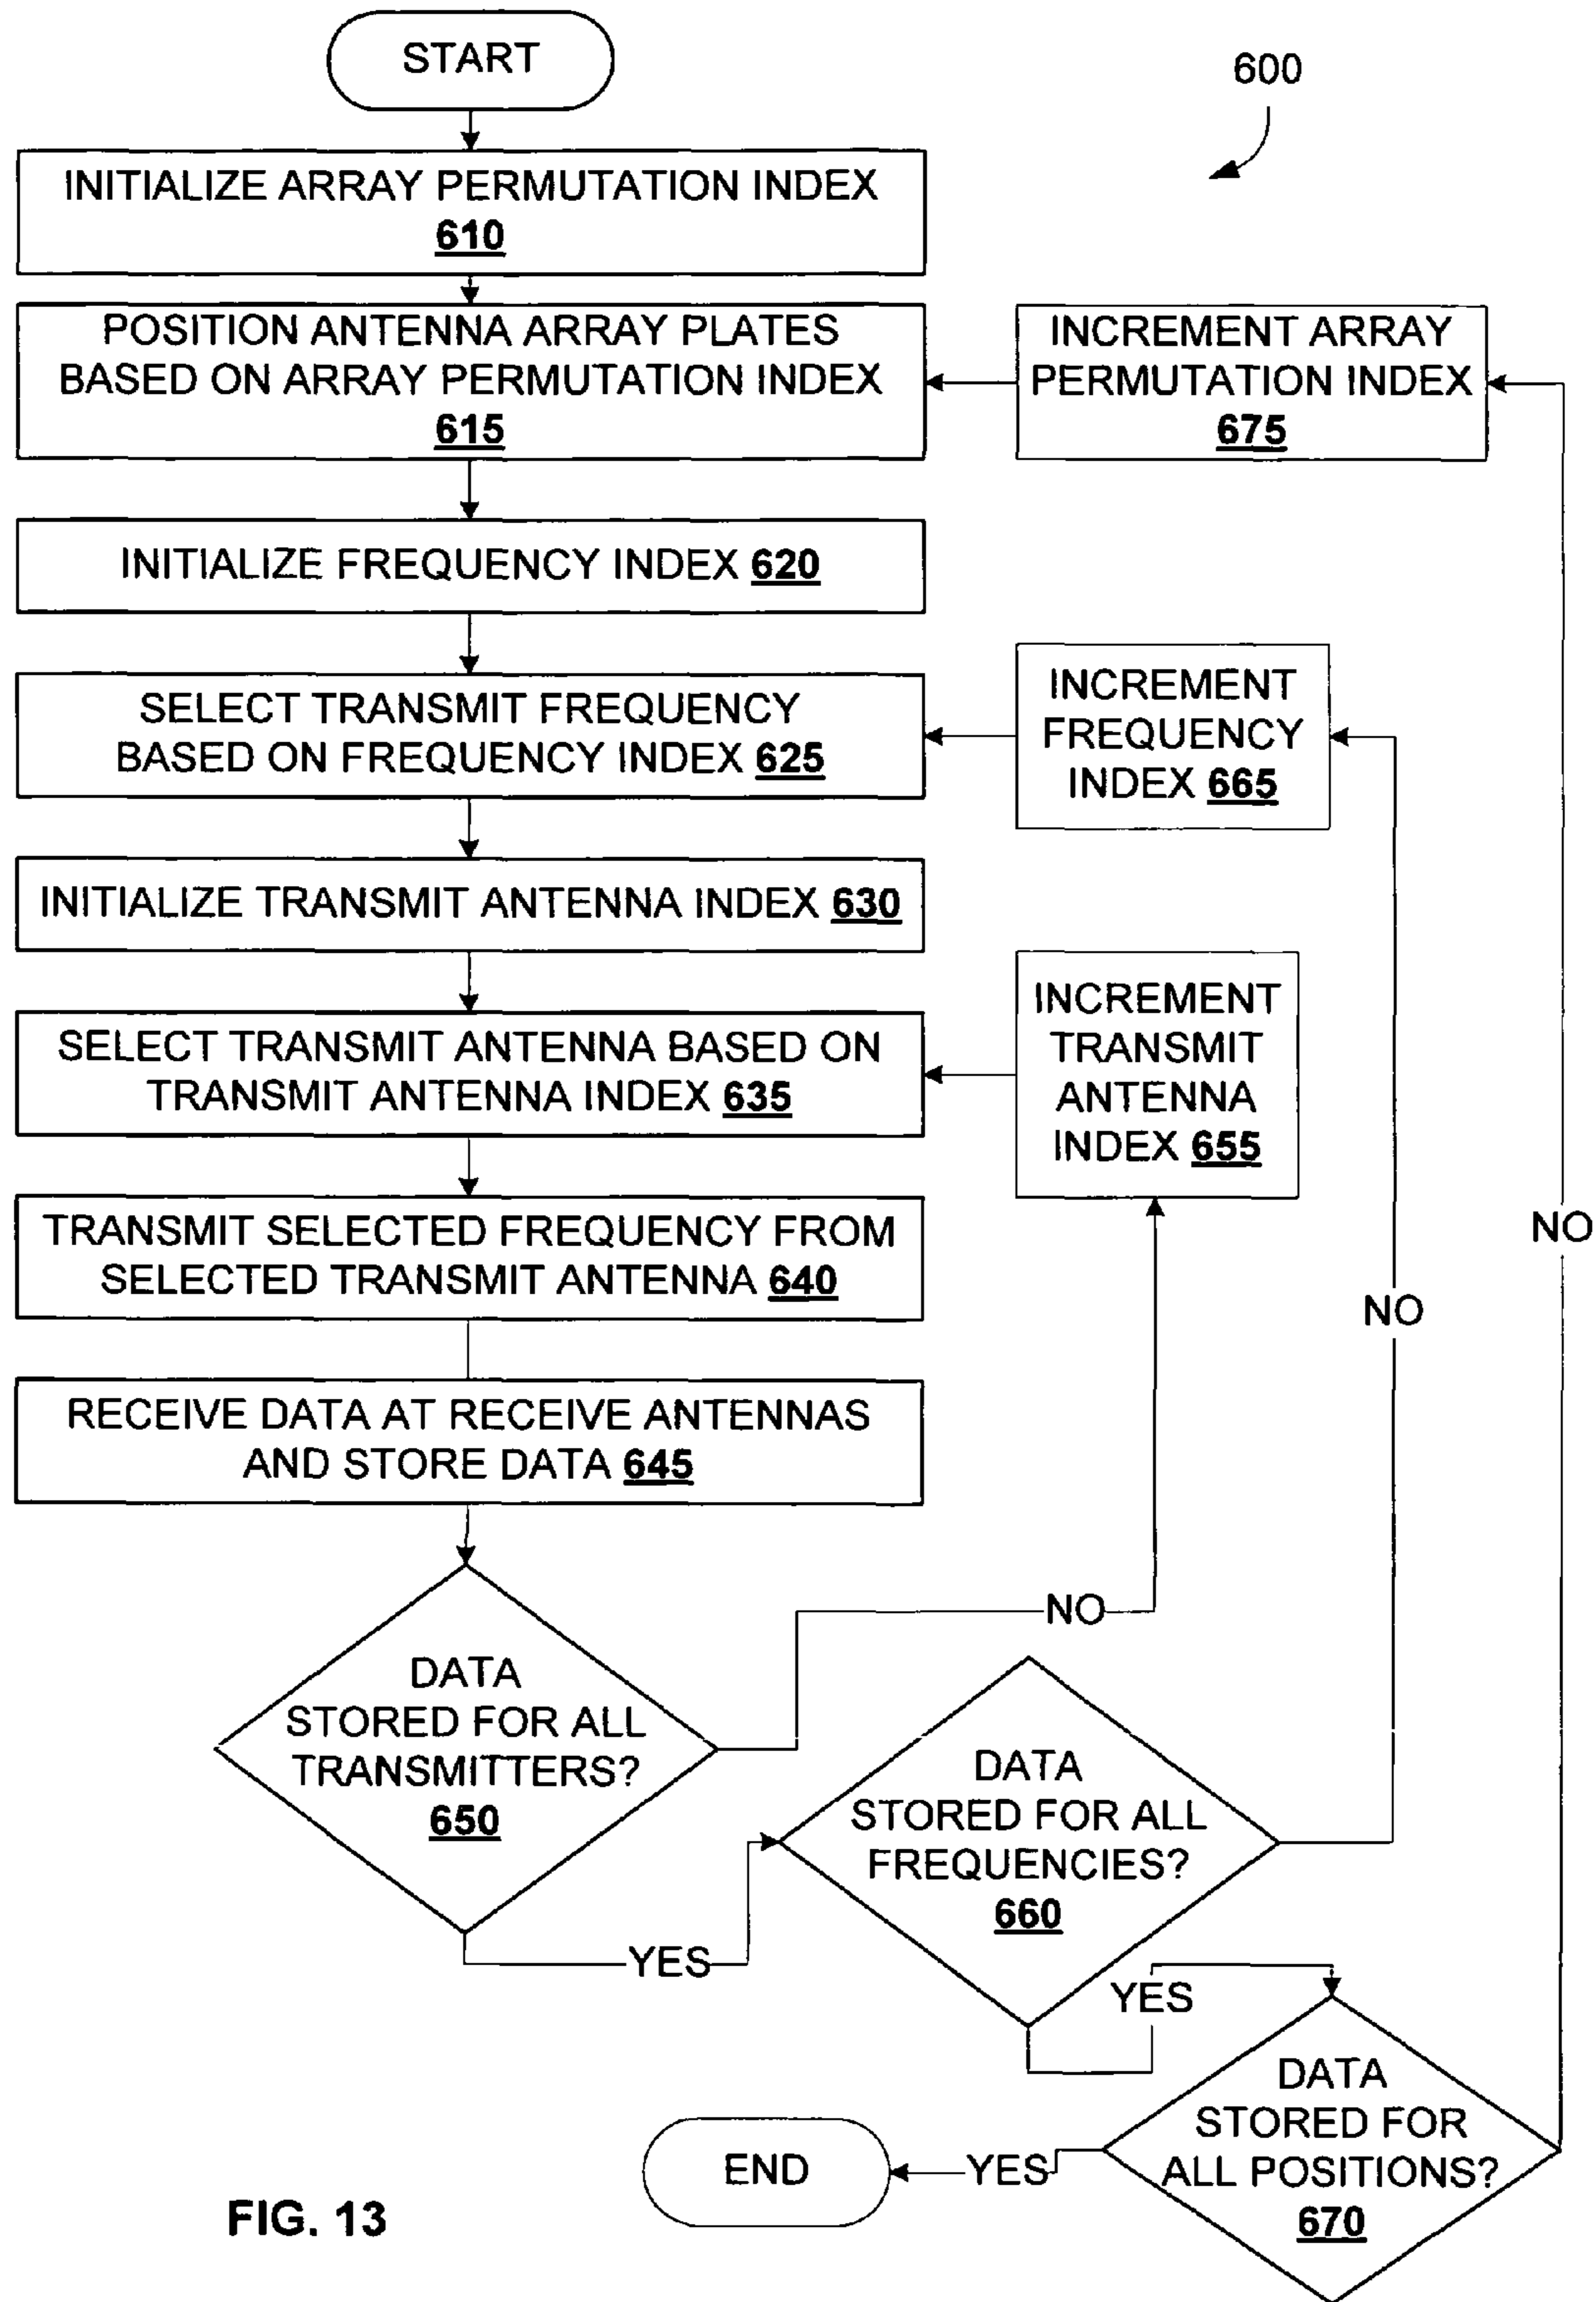 START
600
INITIALIZE ARRAY PERMUTATION INDEX
610
POSITION ANTENNA ARRAY PLATES
BASED ON ARRAY PERMUTATION INDEX
615
INCREMENT ARRAY
PERMUTATION INDEX
675
INITIALIZE FREQUENCY INDEX 620
SELECT TRANSMIT FREQUENCY
BASED ON FREQUENCY INDEX 625
INCREMENT
FREQUENCY
INDEX 665
INITIALIZE TRANSMIT ANTENNA INDEX 630
SELECT TRANSMIT ANTENNA BASED ON
TRANSMIT ANTENNA INDEX 635
INCREMENT
TRANSMIT
ANTENNA
INDEX 655
TRANSMIT SELECTED FREQUENCY FROM
SELECTED TRANSMIT ANTENNA 640
NO
NO
RECEIVE DATA AT RECEIVE ANTENNAS
AND STORE DATA 645
NO
DATA
STORED FOR ALL
TRANSMITTERS?
650
DATA
STORED FOR ALL
FREQUENCIES?
660
YES
YES
DATA
STORED FOR
ALL POSITIONS?
670
YES
END
FIG. 13